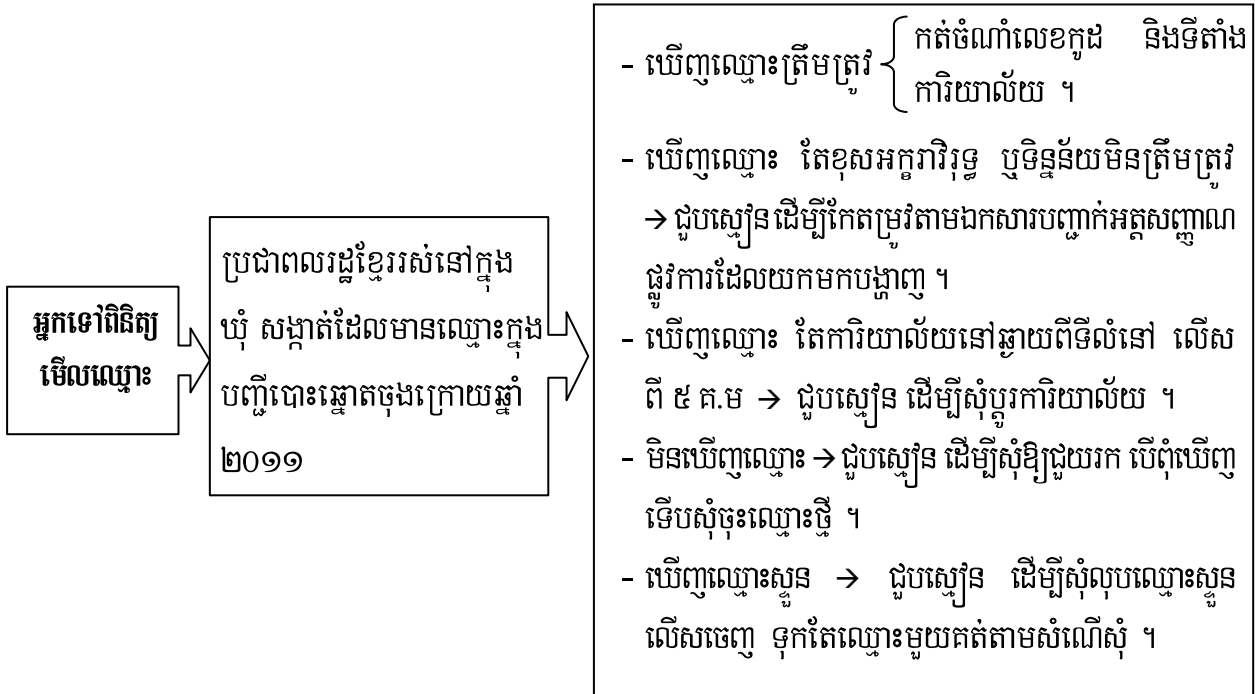 អ្នកទៅពិនិត្យ
មើលឈ្មោះ
ប្រជាពលរដ្ឋខ្មែររស់នៅក្នុង
ឃុំ សង្កាត់ដែលមានឈ្មោះក្នុង
បញ្ជីបោះឆ្នោតចុងក្រោយឆ្នាំ
២០១១
- ឃើញឈ្មោះត្រឹមត្រូវ កត់ចំណាំលេខកូដ និងទីតាំង
ការិយាល័យ ។
- ឃើញឈ្មោះ តែខុសអក្ខរាវិរុទ្ធ ឬទិន្នន័យមិនត្រឹមត្រូវ
→ ជួបស្មៀនដើម្បីកែតម្រូវតាមឯកសារបញ្ជាក់អត្តសញ្ញាណ
ផ្លូវការដែលយកមកបង្ហាញ ។
- ឃើញឈ្មោះ តែការិយាល័យនៅឆ្ងាយពីទីលំនៅ លើស
ពី ៥ គ.ម → ជួបស្មៀន ដើម្បីសុំប្តូរការិយាល័យ ។
- មិនឃើញឈ្មោះ → ជួបស្មៀន ដើម្បីសុំឱ្យជួយរក បើពុំឃើញ
ទើបសុំចុះឈ្មោះថ្មី ។
- ឃើញឈ្មោះស្ទួន → ជួបស្មៀន ដើម្បីសុំលុបឈ្មោះស្ទួន
លើសចេញ ទុកតែឈ្មោះមួយគត់តាមសំណើសុំ ។